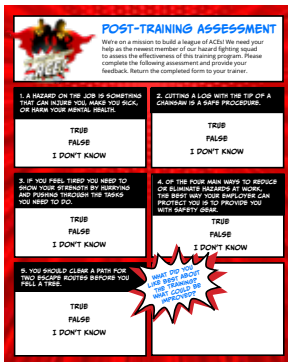 ACES
POST-TRAINING ASSESSMENT
We're on a mission to build a league of ACEs! We need your
help as the newest member of our hazard fighting squad
to assess the effectiveness of this training program. Please
complete the following assessment and provide your
feedback. Return the completed form to your trainer.
1. A HAZARD ON THE JOB IS SOMETHING
THAT CAN INJURE YOU, MAKE YOU SICK,
OR HARM YOUR MENTAL HEALTH.
TRUE
FALSE
I DON'T KNOW
2. CUTTING A LOG WITH THE TIP OF A
CHAINSAW IS A SAFE PROCEDURE.
TRUE
FALSE
I DON'T KNOW
3. IF YOU FEEL TIRED YOU NEED TO
SHOW YOUR STRENGTH BY HURRYING
AND PUSHING THROUGH THE TASKS
YOU NEED TO DO.
TRUE
FALSE
I DON'T KNOW
4. OF THE FOUR MAIN WAYS TO REDUCE
OR ELIMINATE HAZARDS AT WORK,
THE BEST WAY YOUR EMPLOYER CAN
PROTECT YOU IS TO PROVIDE YOU
WITH SAFETY GEAR.
TRUE
FALSE
I DON'T KNOW
5. YOU SHOULD CLEAR A PATH FOR
TWO ESCAPE ROUTES BEFORE YOU
FELL A TREE.
TRUE
FALSE
I DON'T KNOW
WHAT DID YOU
LIKE BEST ABOUT
THE TRAINING?
WHAT COULD BE
IMPROVED?